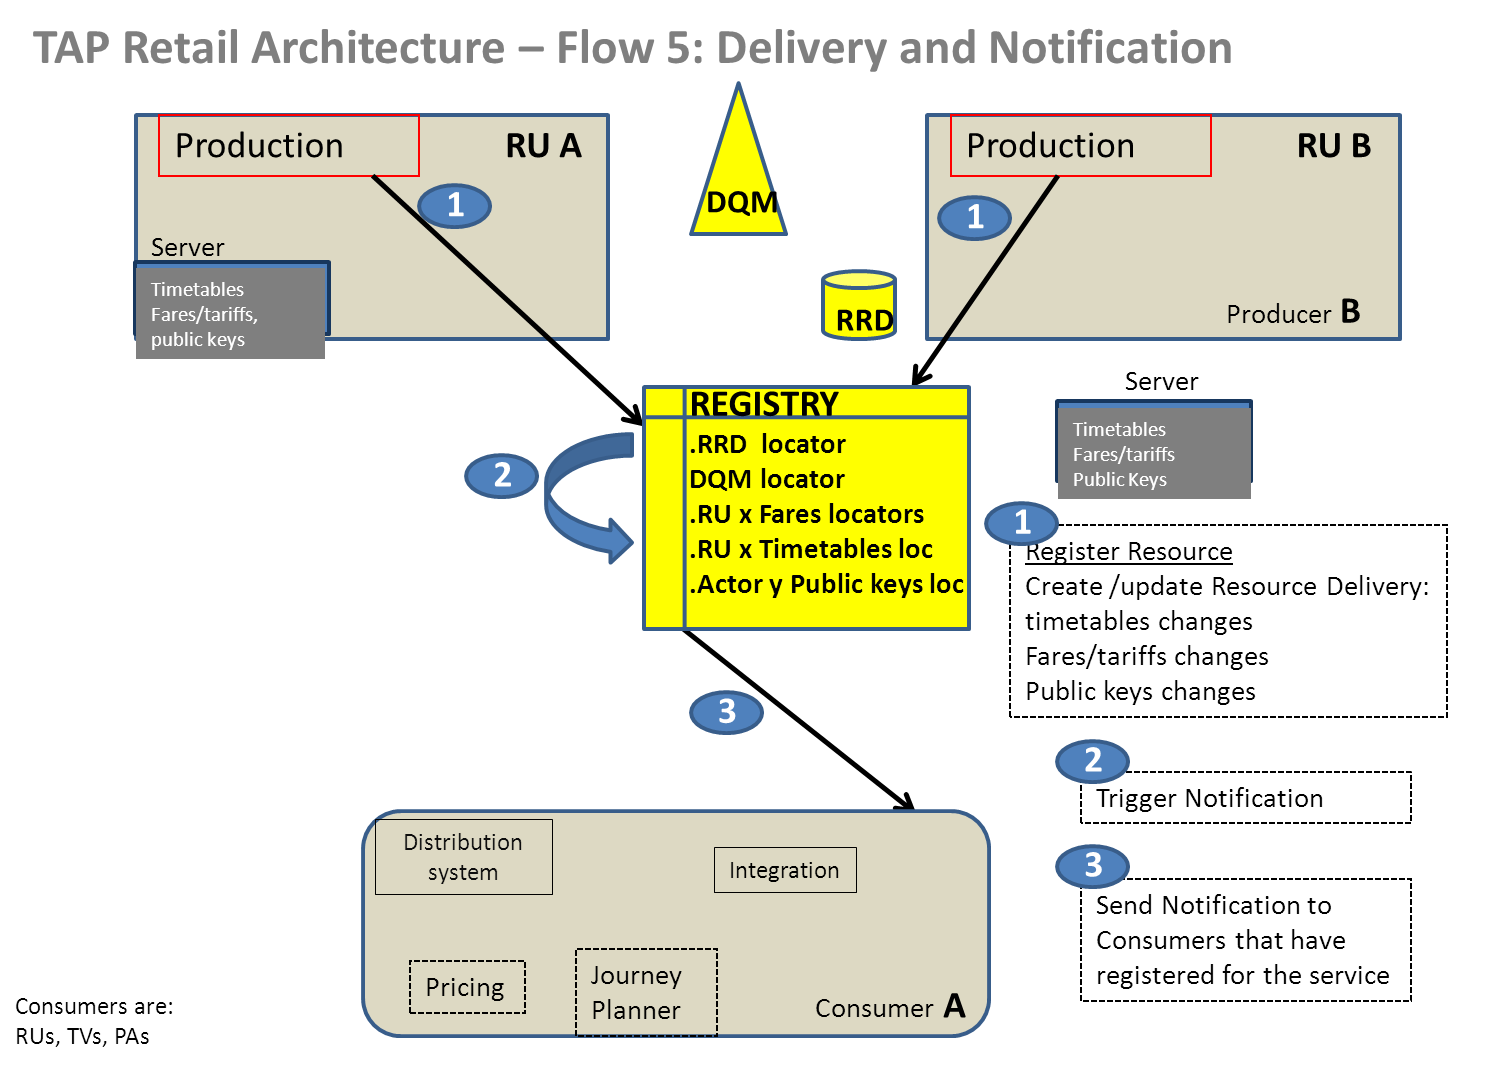 TAP Retail Architecture – Flow 5: Delivery and Notification
Production
RU A
1
Server
Timetables
Fares/tariffs,
public keys
DQM
RRD
Production
RU B
1
Producer B
Server
Timetables
Fares/tariffs
Public Keys
REGISTRY
.RRD locator
DQM locator
.RU x Fares locators
.RU x Timetables loc
.Actor y Public keys loc
2
3
1
Register Resource
Create /update Resource Delivery:
timetables changes
Fares/tariffs changes
Public keys changes
2
Trigger Notification
3
Send Notification to
Consumers that have
registered for the service
Distribution
system
Integration
Pricing
Journey
Planner
Consumer A
Consumers are:
RUs, TVs, PAs